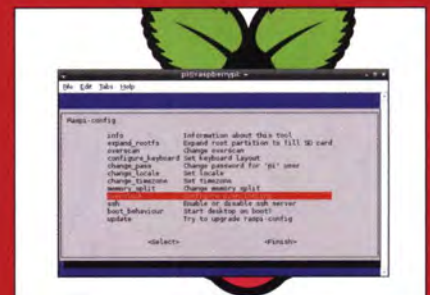 pi@raspberrypi: ~
File Edit Tabs Help
Raspi-config
info Information about this tool
expand_rootfs Expand root partition to fill SD card
overscan Change overscan
configure_keyboard Set keyboard layout
change_pass Change password for 'pi' user
change_locale Set locale
change_timezone Set timezone
memory_split Change memory split
ssh Enable or disable ssh server
boot_behaviour Start desktop on boot?
update Try to upgrade raspi-config
<Select> <Finish>